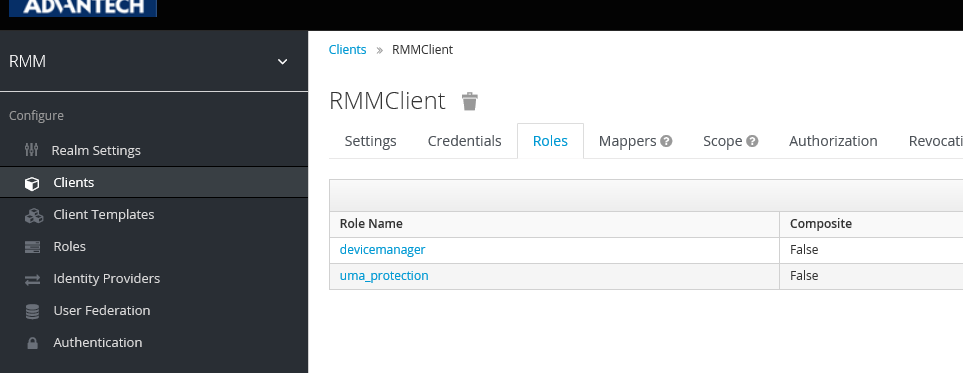 ADVANTECH
RMM
Configure
Realm Settings
Clients
Client Templates
Roles
Identity Providers
User Federation
Authentication
Clients » RMMClient
RMMClient
Settings Credentials Roles Mappers Scope Authorization Revocati
Role Name Composite
devicemanager False
uma_protection False